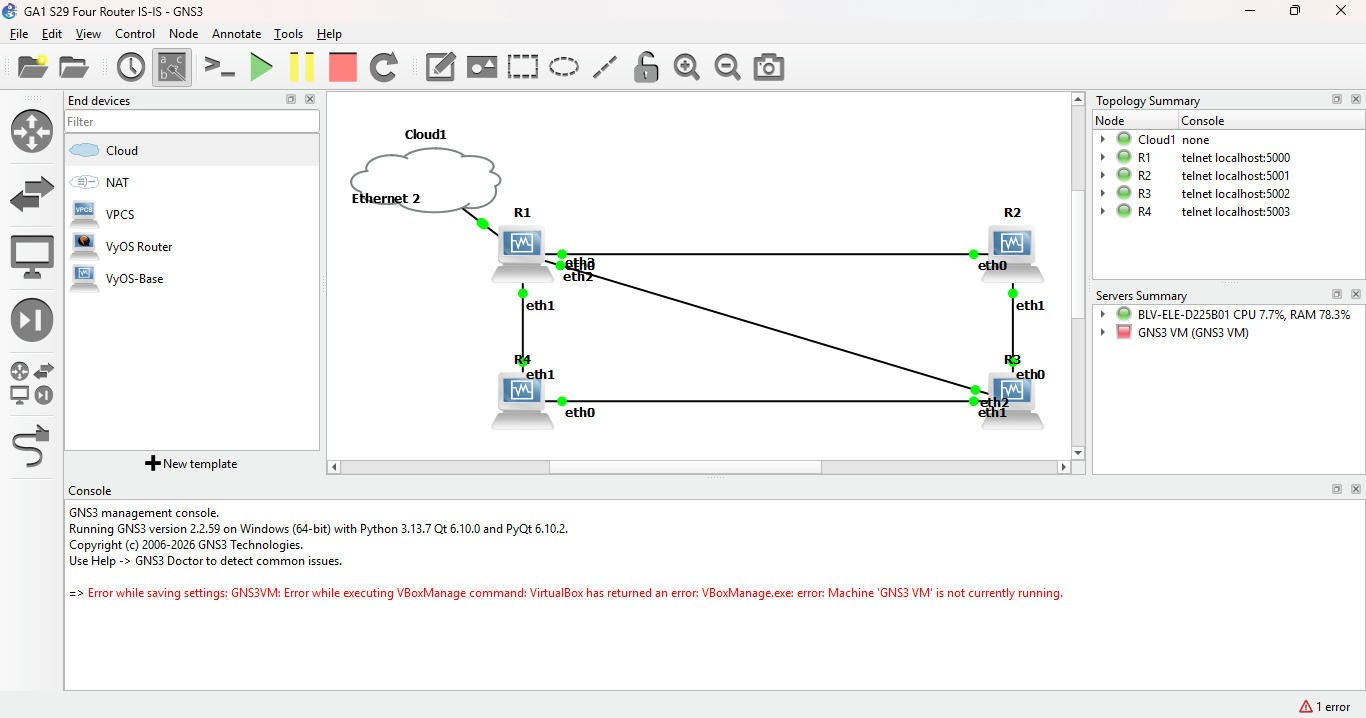 GA1 S29 Four Router IS-IS - GNS3
File Edit View Control Node Annotate Tools Help
End devices
Filter
Cloud
NAT
VPCS
VyOS Router
VyOS-Base
New template
Cloud1
Ethernet 2
R1
eth0
eth2
eth1
R2
eth0
eth1
R4
eth1
eth0
R3
eth0
eth2
eth1
Topology Summary
Node Console
Cloud1 none
R1 telnet localhost:5000
R2 telnet localhost:5001
R3 telnet localhost:5002
R4 telnet localhost:5003
Servers Summary
BLV-ELE-D225B01 CPU 7.7%, RAM 78.3%
GNS3 VM (GNS3 VM)
Console
GNS3 management console.
Running GNS3 version 2.2.59 on Windows (64-bit) with Python 3.13.7 Qt 6.10.0 and PyQt 6.10.2.
Copyright (c) 2006-2026 GNS3 Technologies.
Use Help -> GNS3 Doctor to detect common issues.
=> Error while saving settings: GNS3VM: Error while executing VBoxManage command: VirtualBox has returned an error: VBoxManage.exe: error: Machine 'GNS3 VM' is not currently running.
1 error